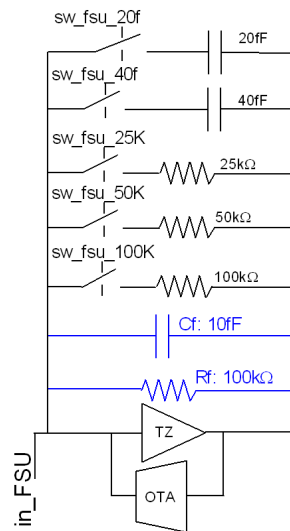 sw_fsu_20f
20fF
sw_fsu_40f
40fF
sw_fsu_25K
25kΩ
sw_fsu_50K
50kΩ
sw_fsu_100K
100kΩ
Cf: 10fF
Rf: 100kΩ
TZ
in_FSU
OTA